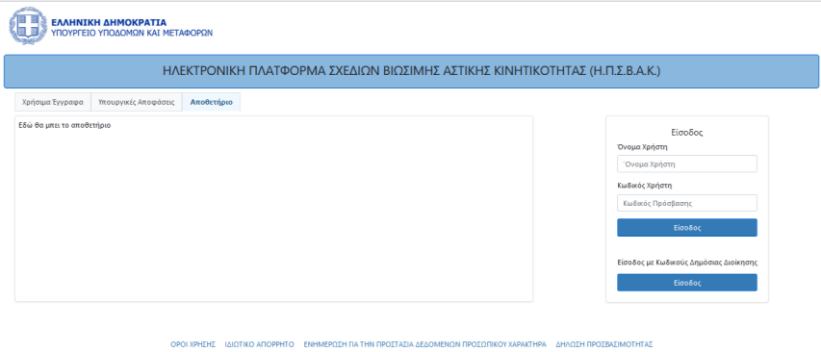 ΕΛΛΗΝΙΚΗ ΔΗΜΟΚΡΑΤΙΑ
ΥΠΟΥΡΓΕΙΟ ΥΠΟΔΟΜΩΝ ΚΑΙ ΜΕΤΑΦΟΡΩΝ
ΗΛΕΚΤΡΟΝΙΚΗ ΠΛΑΤΦΟΡΜΑ ΣΧΕΔΙΩΝ ΒΙΩΣΙΜΗΣ ΑΣΤΙΚΗΣ ΚΙΝΗΤΙΚΟΤΗΤΑΣ (Η.Π.Σ.Β.Α.Κ.)
Χρήσιμα Έγγραφα Υπουργικές Αποφάσεις Αποθετήριο
Εδώ θα μπει το αποθετήριο
Είσοδος
Όνομα Χρήστη
Όνομα Χρήστη
Κωδικός Χρήστη
Κωδικός Πρόσβασης
Είσοδος
Είσοδος με Κωδικούς Δημόσιας Διοίκησης
Είσοδος
ΟΡΟΙ ΧΡΗΣΗΣ ΙΔΙΩΤΙΚΟ ΑΠΟΡΡΗΤΟ ΕΝΗΜΕΡΩΣΗ ΓΙΑ ΤΗΝ ΠΡΟΣΤΑΣΙΑ ΔΕΔΟΜΕΝΩΝ ΠΡΟΣΩΠΙΚΟΥ ΧΑΡΑΚΤΗΡΑ ΔΗΛΩΣΗ ΠΡΟΣΒΑΣΙΜΟΤΗΤΑΣ